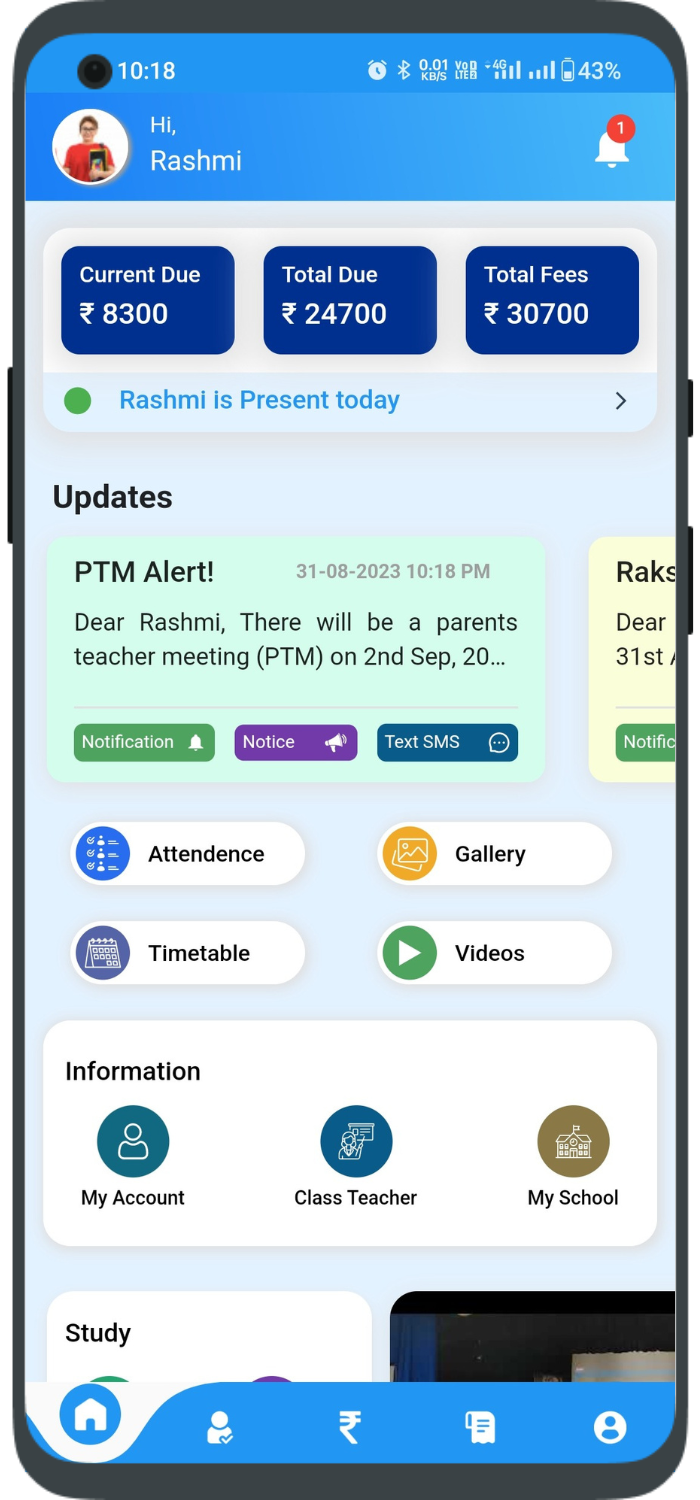 10:18
0.01 KB/S
VoD LTE2
4G
43%
Hi,
Rashmi
1
Current Due
₹ 8300
Total Due
₹ 24700
Total Fees
₹ 30700
Rashmi is Present today
Updates
PTM Alert!
31-08-2023 10:18 PM
Dear Rashmi, There will be a parents
teacher meeting (PTM) on 2nd Sep, 20...
Notification
Notice
Text SMS
Raks
Dear
31st A
Notific
Attendence
Gallery
Timetable
Videos
Information
My Account
Class Teacher
My School
Study
₹